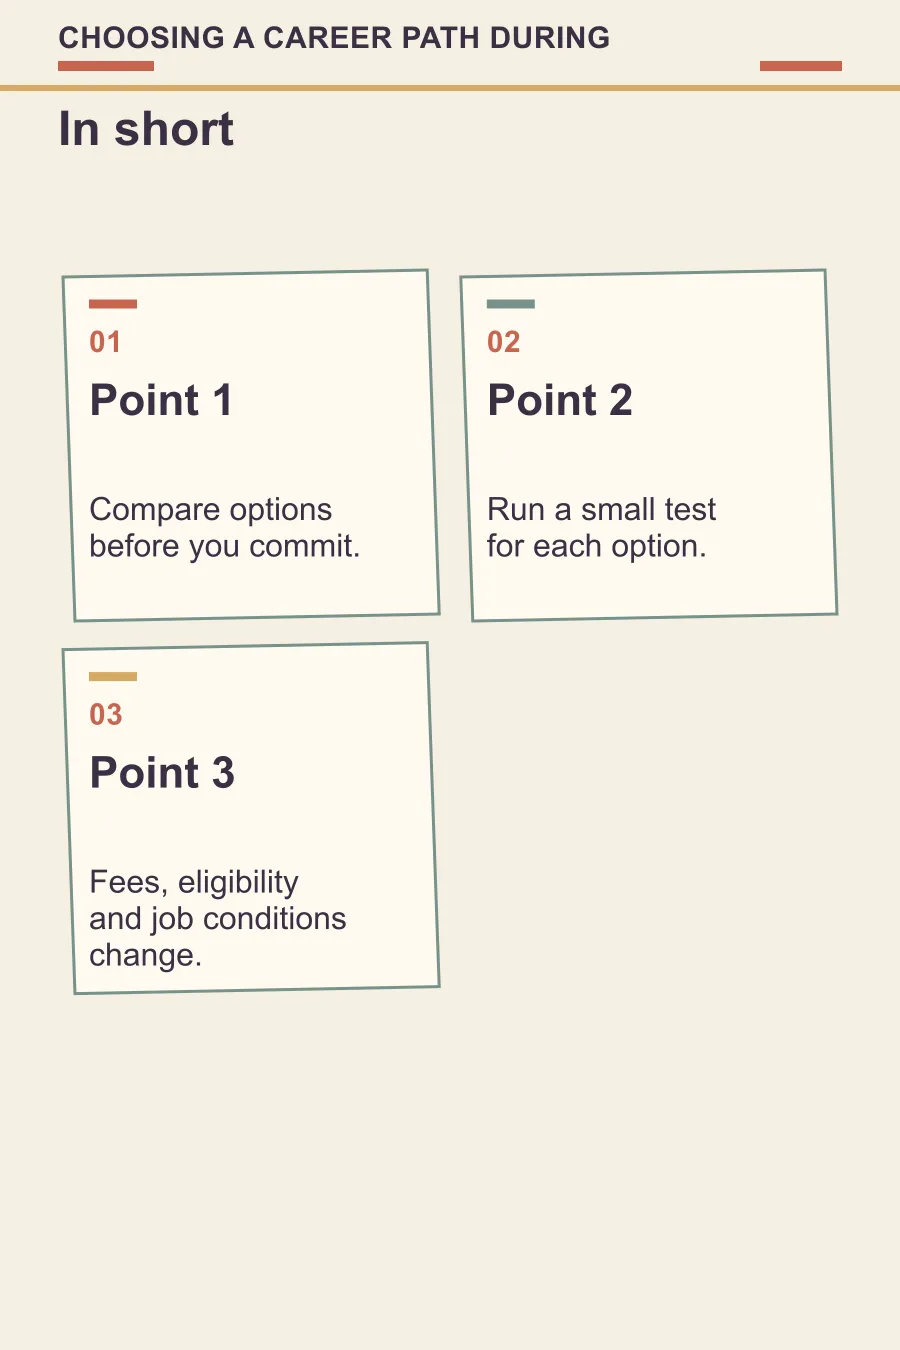 CHOOSING A CAREER PATH DURING
In short
01
Point 1
Compare options
before you commit.
02
Point 2
Run a small test
for each option.
03
Point 3
Fees, eligibility
and job conditions
change.